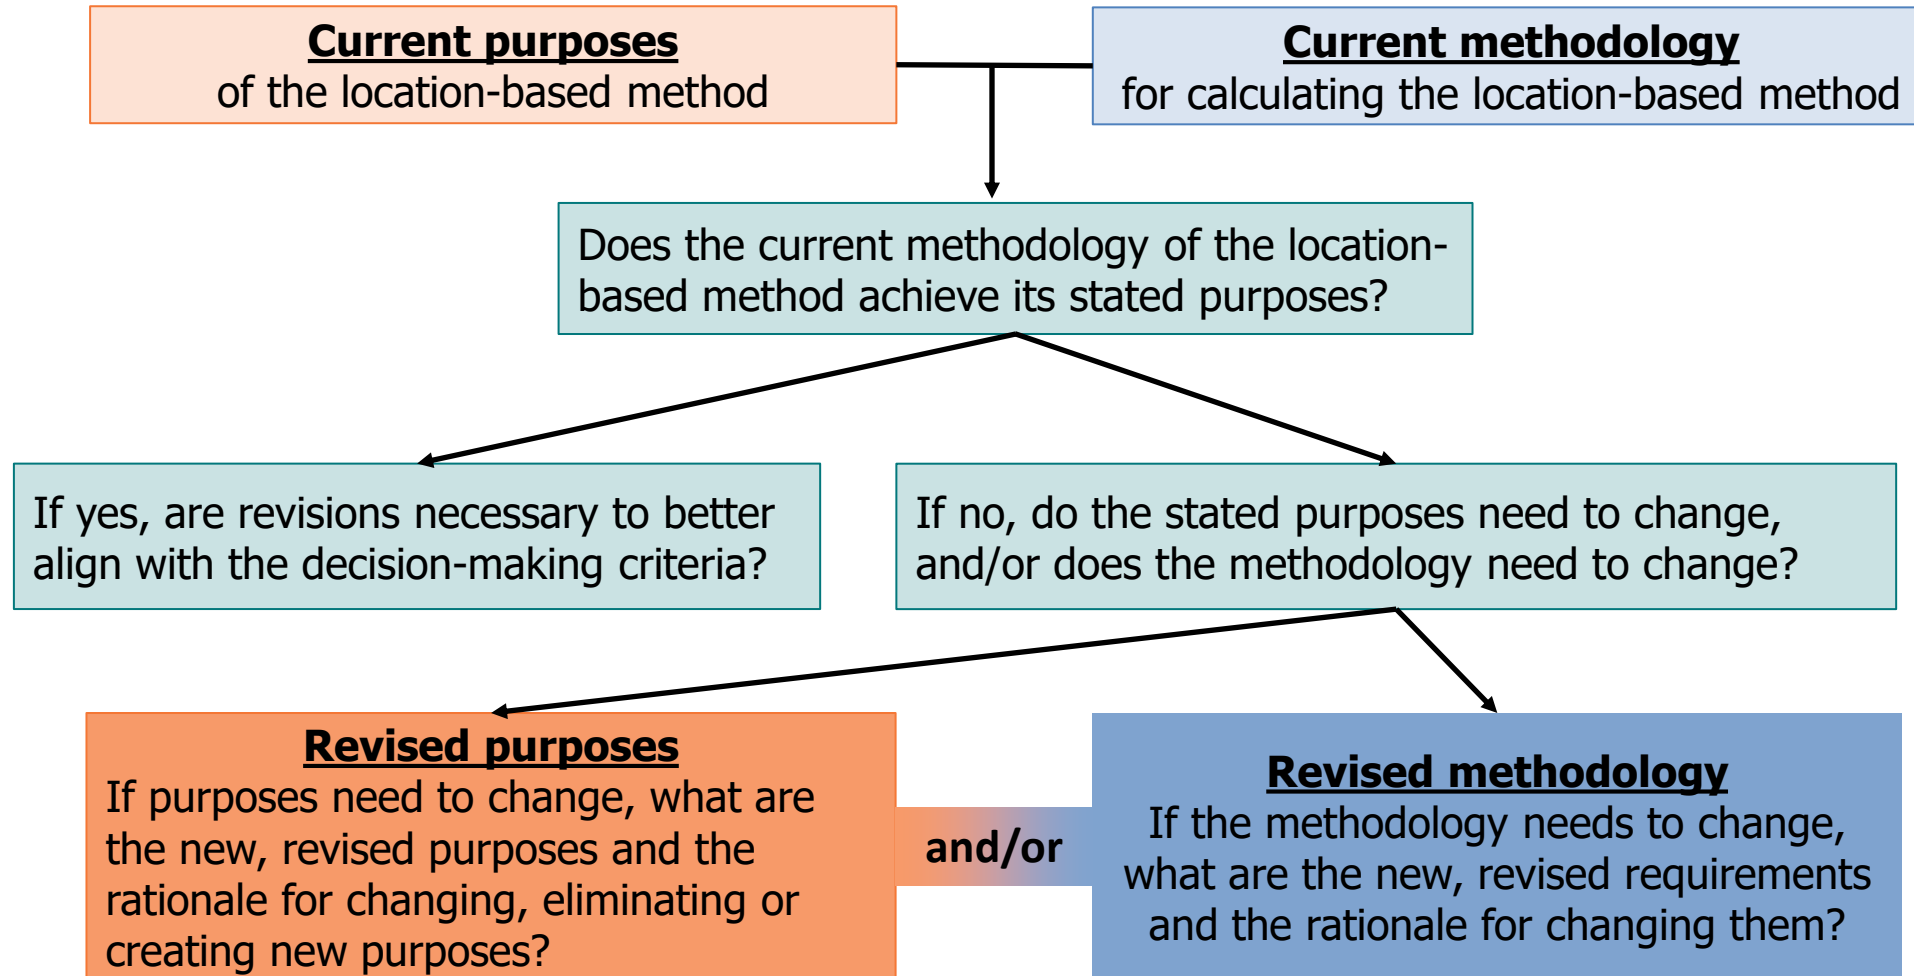 Current purposes
of the location-based method
Current methodology
for calculating the location-based method
Does the current methodology of the location-
based method achieve its stated purposes?
If yes, are revisions necessary to better
align with the decision-making criteria?
If no, do the stated purposes need to change,
and/or does the methodology need to change?
Revised purposes
If purposes need to change, what are
the new, revised purposes and the
rationale for changing, eliminating or
creating new purposes?
and/or
Revised methodology
If the methodology needs to change,
what are the new, revised requirements
and the rationale for changing them?